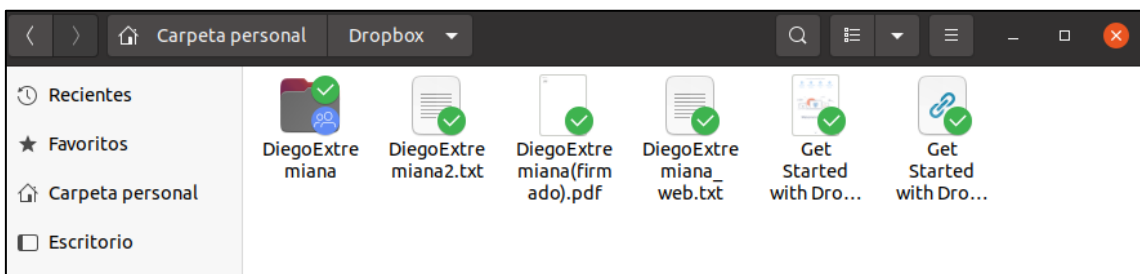 Carpeta personal Dropbox
Recientes
Favoritos
Carpeta personal
Escritorio
DiegoExtre
miana
DiegoExtre
miana2.txt
DiegoExtre
miana(firm
ado).pdf
DiegoExtre
miana_
web.txt
Get
Started
with Dro...
Get
Started
with Dro...